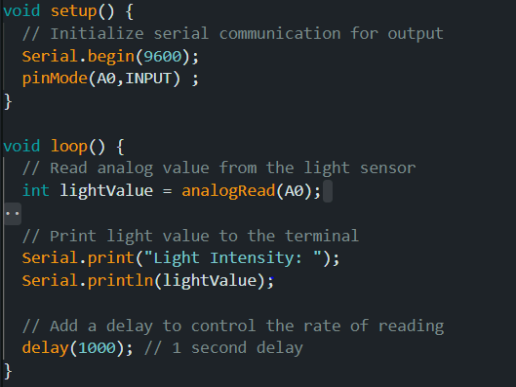 void setup() {
  // Initialize serial communication for output
  Serial.begin(9600);
  pinMode(A0,INPUT) ;
}

void loop() {
  // Read analog value from the light sensor
  int lightValue = analogRead(A0);
··
  // Print light value to the terminal
  Serial.print("Light Intensity: ");
  Serial.println(lightValue);

  // Add a delay to control the rate of reading
  delay(1000); // 1 second delay
}